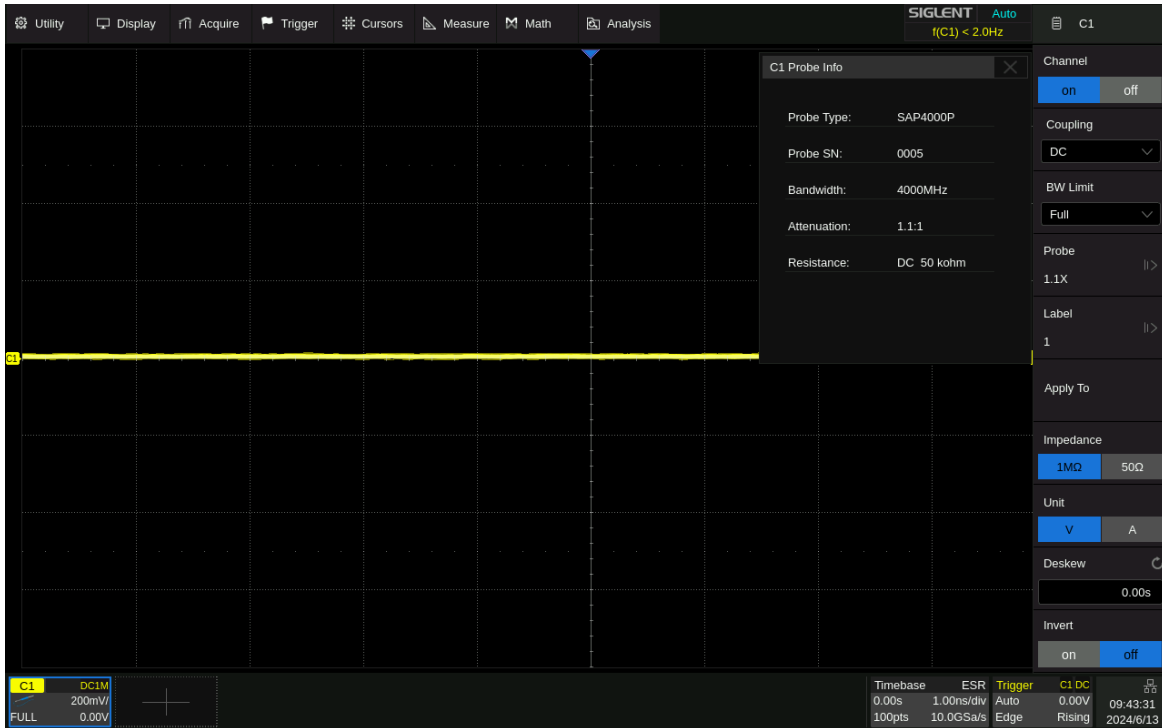 Utility Display Acquire Trigger Cursors Measure Math Analysis SIGLENT Auto
f(C1) < 2.0Hz
C1
C1 Probe Info
Probe Type: SAP4000P
Probe SN: 0005
Bandwidth: 4000MHz
Attenuation: 1.1:1
Resistance: DC 50 kohm
C1
Channel
on off
Coupling
DC
BW Limit
Full
Probe
1.1X
Label
1
Apply To
Impedance
1MΩ 50Ω
Unit
V A
Deskew
0.00s
Invert
on off
C1 DC1M
200mV/
FULL 0.00V
Timebase ESR
0.00s 1.00ns/div
100pts 10.0GSa/s
Trigger C1 DC
Auto 0.00V
Edge Rising
09:43:31
2024/6/11